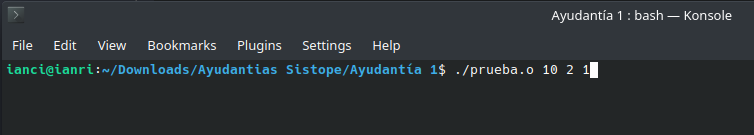 Ayudantía 1 : bash — Konsole
File Edit View Bookmarks Plugins Settings Help
ianci@ianri:~/Downloads/Ayudantias Sistope/Ayudantía 1$ ./prueba.o 10 2 1